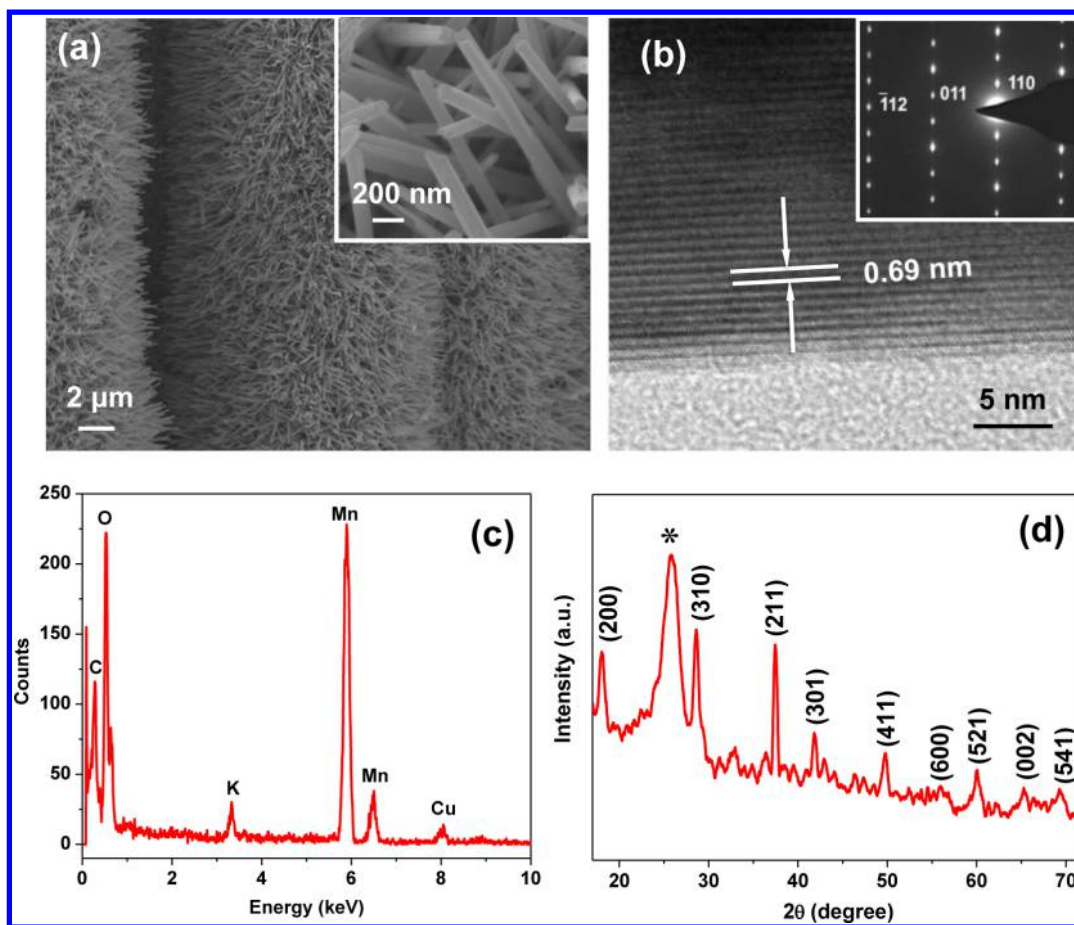 (a)
200 nm
2 µm
(b)
1̅12
011
110
0.69 nm
5 nm
250
200
150
100
50
0
Counts
C
O
K
Mn
Mn
Cu
(c)
0 2 4 6 8 10
Energy (keV)
(d)
Intensity (a.u.)
(200)
*
(310)
(211)
(301)
(411)
(600)
(521)
(002)
(541)
20 30 40 50 60 70
2θ (degree)